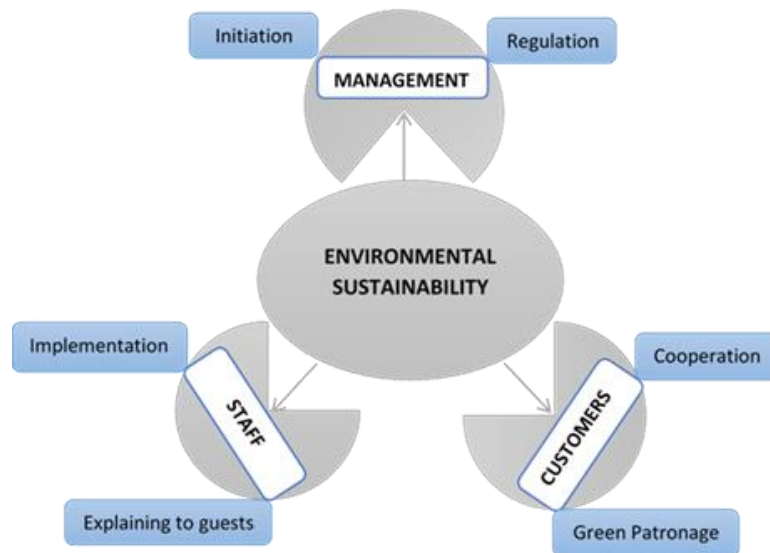 Initiation
Regulation
MANAGEMENT
ENVIRONMENTAL
SUSTAINABILITY
Implementation
STAFF
Explaining to guests
Cooperation
CUSTOMERS
Green Patronage